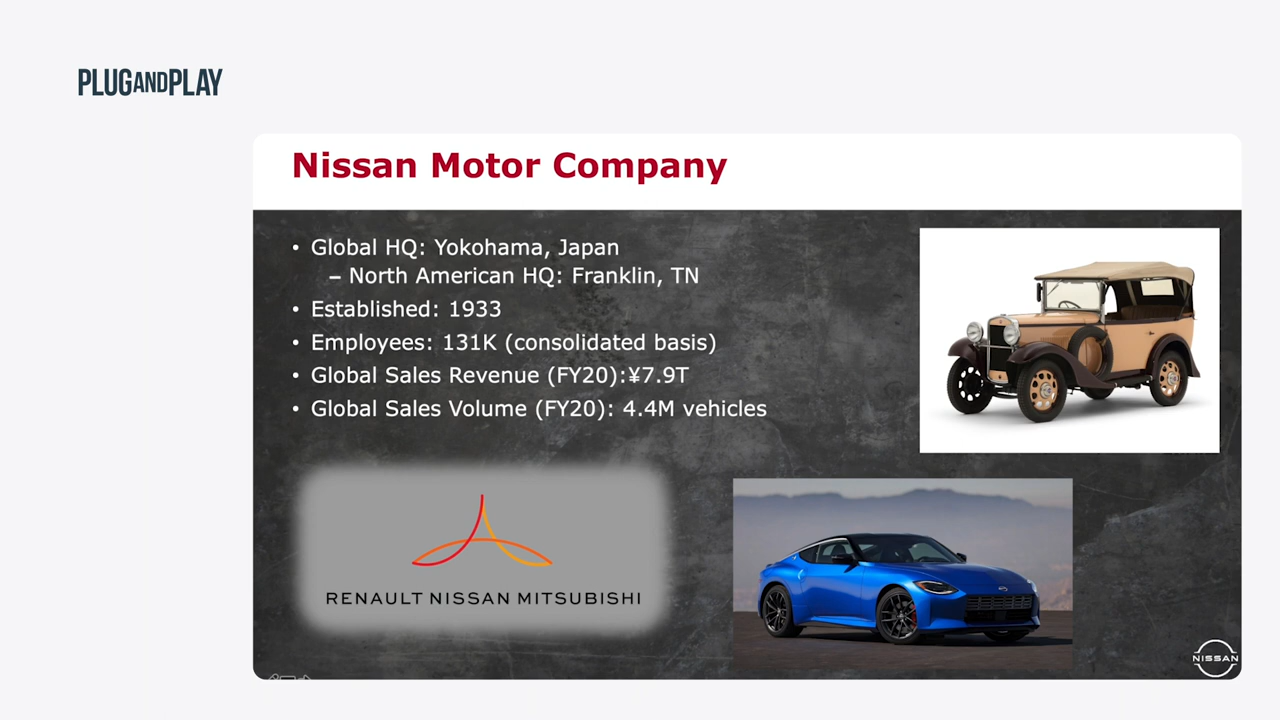 PLUGANDPLAY
Nissan Motor Company
• Global HQ: Yokohama, Japan
– North American HQ: Franklin, TN
• Established: 1933
• Employees: 131K (consolidated basis)
• Global Sales Revenue (FY20):¥7.9T
• Global Sales Volume (FY20): 4.4M vehicles
RENAULT NISSAN MITSUBISHI
NISSAN